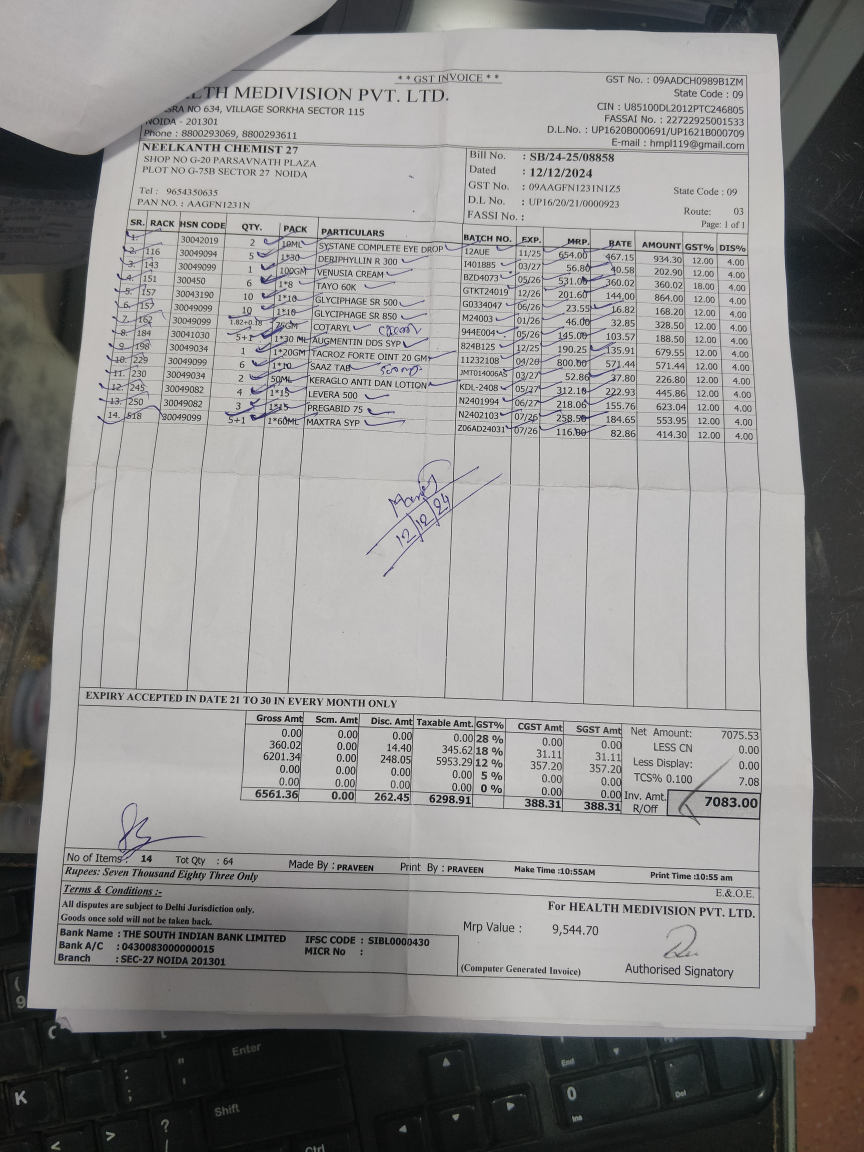 ** GST INVOICE **
LTH MEDIVISION PVT. LTD.
SRA NO 634, VILLAGE SORKHA SECTOR 115
NOIDA - 201301
Phone : 8800293069, 8800293611
GST No. : 09AADCH0989B1ZM
State Code : 09
CIN : U85100DL2012PTC246805
FASSAI No. : 22722925001533
D.L.No. : UP1620B000691/UP1621B000709
E-mail : hmpl119@gmail.com
NEELKANTH CHEMIST 27
SHOP NO G-20 PARSAVNATH PLAZA
PLOT NO G-75B SECTOR 27 NOIDA
Tel : 9654350635
PAN NO. : AAGFN1231N
Bill No. : SB/24-25/08858
Dated : 12/12/2024
GST No. : 09AAGFN1231N1Z5 State Code : 09
D.L No. : UP16/20/21/0000923
FASSI No. : Route: 03
Page: 1 of 1
SR. RACK HSN CODE QTY. PACK PARTICULARS BATCH NO. EXP. MRP. RATE AMOUNT GST% DIS%
1. 30042019 2 10ML SYSTANE COMPLETE EYE DROP 12AUE 11/25 654.00 467.15 934.30 12.00 4.00
2. 116 30049094 5 1*30 DERIPHYLLIN R 300 I401885 03/27 56.80 40.58 202.90 12.00 4.00
3. 143 30049099 1 100GM VENUSIA CREAM BZD4073 05/26 531.00 360.02 360.02 18.00 4.00
4. 151 300450 6 1*8 TAYO 60K GTKT24019 12/26 201.60 144.00 864.00 12.00 4.00
5. 157 30043190 10 1*10 GLYCIPHAGE SR 500 G0334047 06/26 23.55 16.82 168.20 12.00 4.00
6. 157 30049099 10 1*10 GLYCIPHAGE SR 850 M24003 01/26 46.00 32.85 328.50 12.00 4.00
7. 162 30049099 1.82+0.18 25GM COTARYL cream 944E004 05/26 145.00 103.57 188.50 12.00 4.00
8. 184 30041030 5+1 1*30 ML AUGMENTIN DDS SYP 824B125 12/25 190.25 135.91 679.55 12.00 4.00
9. 198 30049034 1 1*20GM TACROZ FORTE OINT 20 GM 11232108 04/26 800.00 571.44 571.44 12.00 4.00
10. 229 30049099 6 1*10 SAAZ TAB 500mg JMT014006AS 03/27 52.86 37.80 226.80 12.00 4.00
11. 230 30049034 2 50ML KERAGLO ANTI DAN LOTION KDL-2408 05/27 312.10 222.93 445.86 12.00 4.00
12. 245 30049082 4 1*15 LEVERA 500 N2401994 06/27 218.06 155.76 623.04 12.00 4.00
13. 250 30049082 3 1*15 PREGABID 75 N2402103 07/26 258.50 184.65 553.95 12.00 4.00
14. 518 30049099 5+1 1*60ML MAXTRA SYP Z06AD24031 07/26 116.00 82.86 414.30 12.00 4.00
12/12/24
EXPIRY ACCEPTED IN DATE 21 TO 30 IN EVERY MONTH ONLY
Gross Amt Scm. Amt Disc. Amt Taxable Amt. GST% CGST Amt SGST Amt
0.00 0.00 0.00 0.00 28 % 0.00 0.00
360.02 0.00 14.40 345.62 18 % 31.11 31.11
6201.34 0.00 248.05 5953.29 12 % 357.20 357.20
0.00 0.00 0.00 0.00 5 % 0.00 0.00
0.00 0.00 0.00 0.00 0 % 0.00 0.00
6561.36 0.00 262.45 6298.91 388.31 388.31
Net Amount: 7075.53
LESS CN 0.00
Less Display: 0.00
TCS% 0.100 7.08
Inv. Amt. R/Off 7083.00
No of Items : 14 Tot Qty : 64 Made By : PRAVEEN Print By : PRAVEEN Make Time :10:55AM Print Time :10:55 am
Rupees: Seven Thousand Eighty Three Only
E.& O.E.
Terms & Conditions :-
All disputes are subject to Delhi Jurisdiction only.
Goods once sold will not be taken back.
For HEALTH MEDIVISION PVT. LTD.
Mrp Value : 9,544.70
Bank Name : THE SOUTH INDIAN BANK LIMITED IFSC CODE : SIBL0000430
Bank A/C : 0430083000000015 MICR No :
Branch : SEC-27 NOIDA 201301
(Computer Generated Invoice)
Authorised Signatory
Enter
Shift
Ctrl
K
<
>
?
End
0
Ins
Del